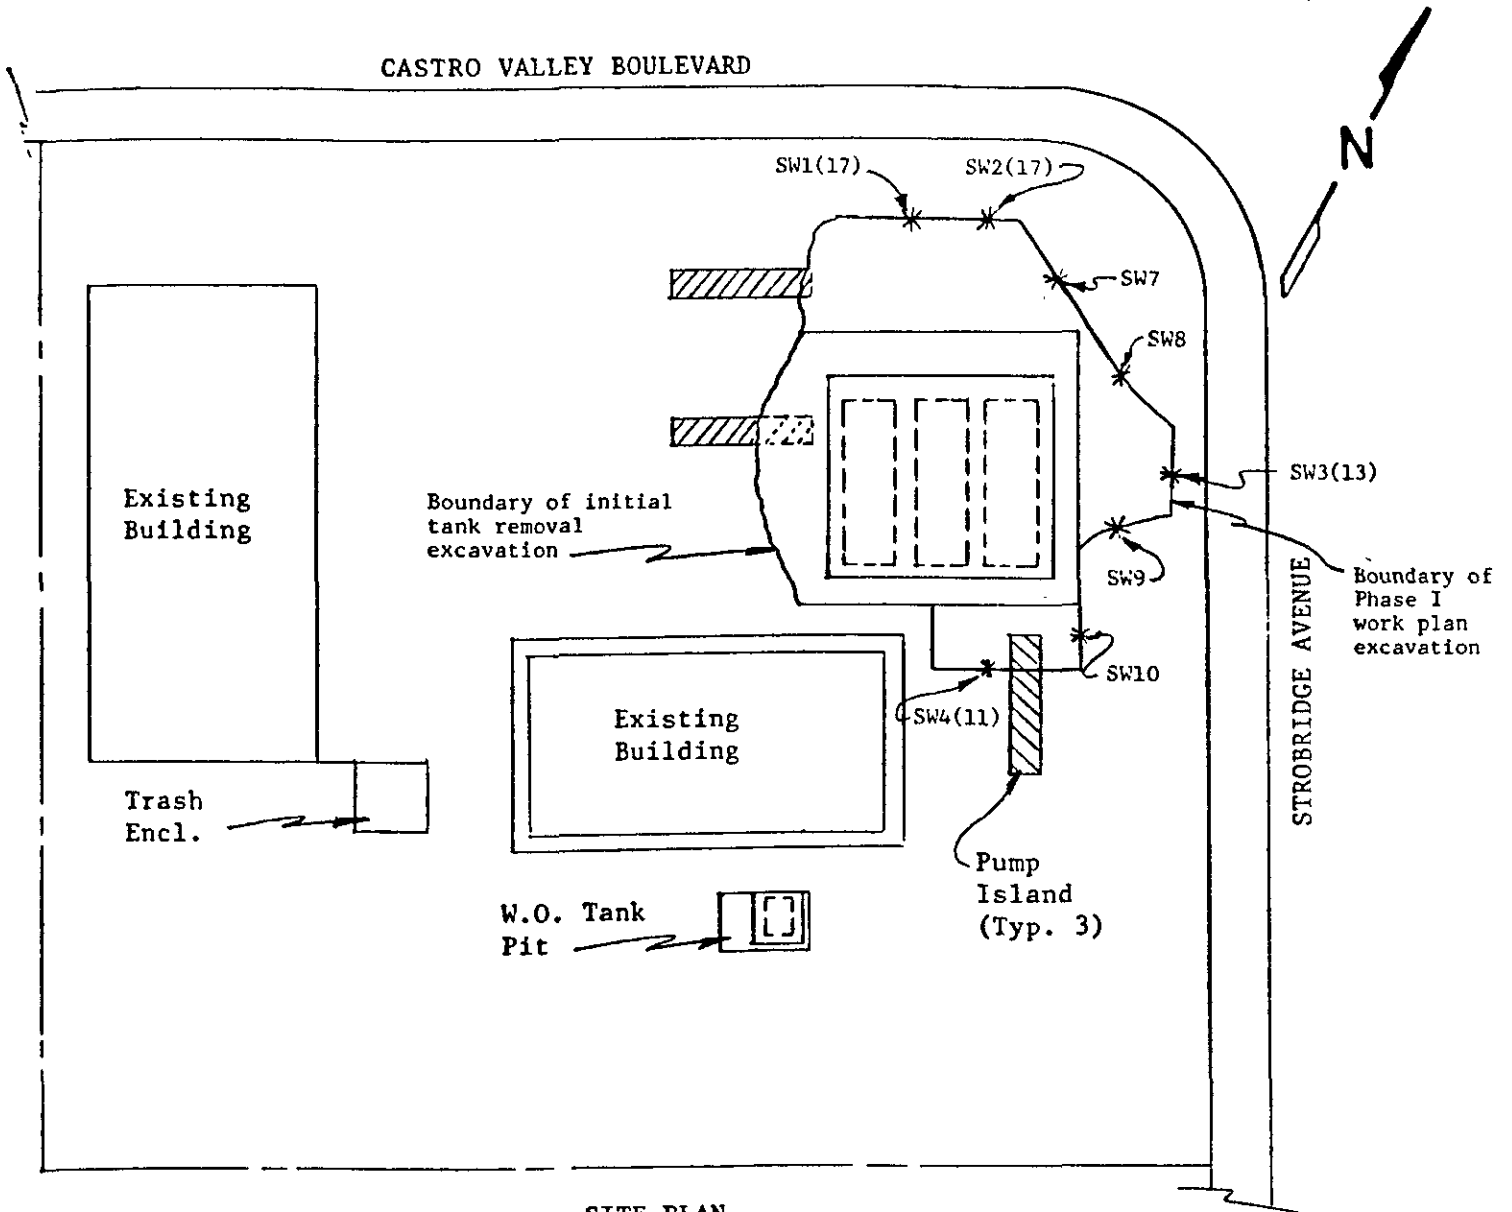 CASTRO VALLEY BOULEVARD
N
SW1(17)
SW2(17)
SW7
SW8
SW3(13)
SW9
SW10
SW4(11)
Existing
Building
Boundary of initial
tank removal
excavation
Boundary of
Phase I
work plan
excavation
STROBRIDGE AVENUE
Existing
Building
Trash
Encl.
Pump
Island
(Typ. 3)
W.O. Tank
Pit
SITE PLAN